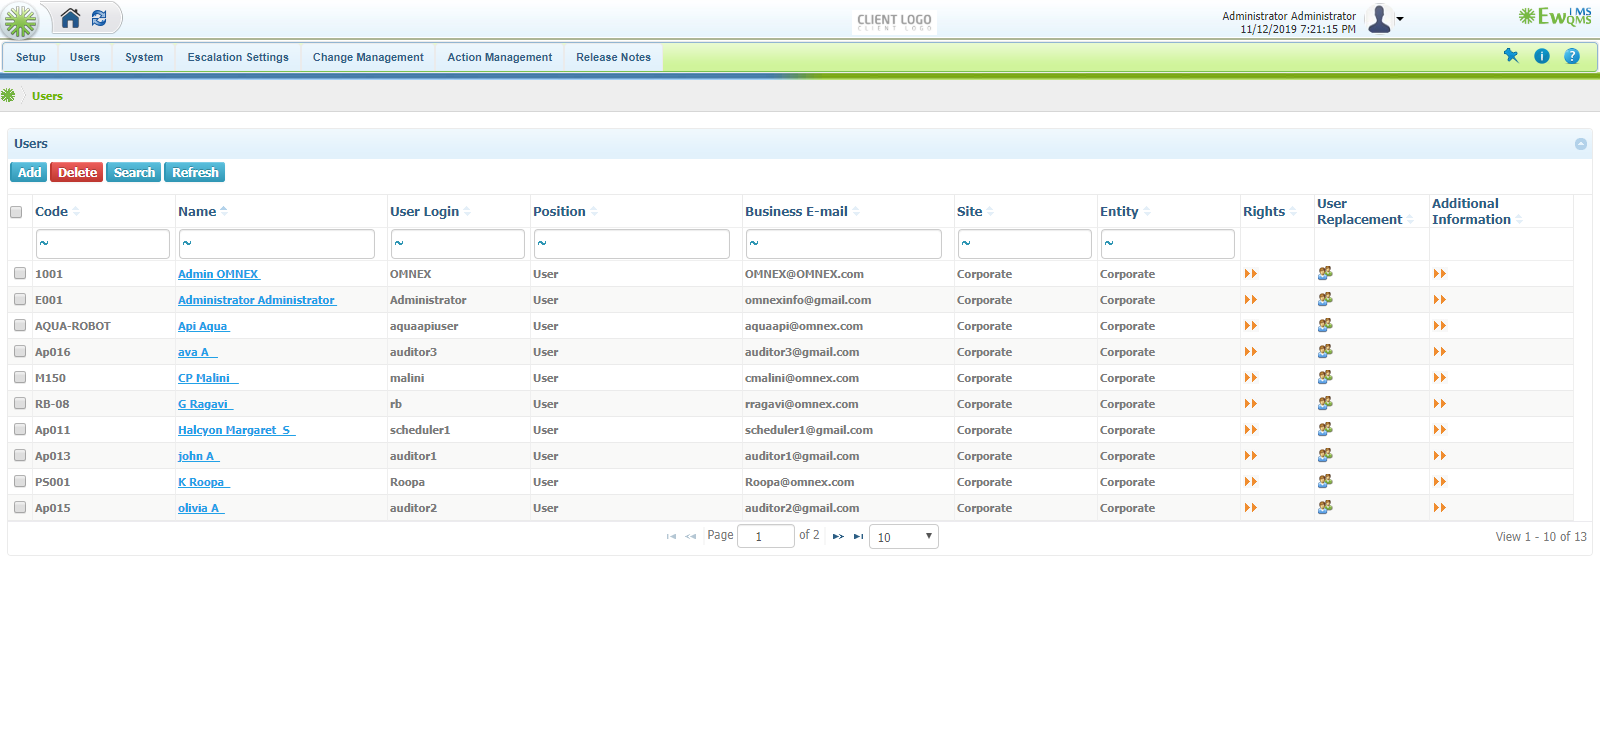 CLIENT LOGO
CLIENT LOGO
Administrator Administrator
11/12/2019 7:21:15 PM
EwQMS IMS
Setup Users System Escalation Settings Change Management Action Management Release Notes
Users
Users
Add Delete Search Refresh
Code Name User Login Position Business E-mail Site Entity Rights User Replacement Additional Information
~ ~ ~ ~ ~ ~ ~
1001 Admin OMNEX OMNEX User OMNEX@OMNEX.com Corporate Corporate
E001 Administrator Administrator Administrator User omnexinfo@gmail.com Corporate Corporate
AQUA-ROBOT Api Aqua aquaapiuser User aquaapi@omnex.com Corporate Corporate
Ap016 ava A auditor3 User auditor3@gmail.com Corporate Corporate
M150 CP Malini malini User cmalini@omnex.com Corporate Corporate
RB-08 G Ragavi rb User rragavi@omnex.com Corporate Corporate
Ap011 Halcyon Margaret S scheduler1 User scheduler1@gmail.com Corporate Corporate
Ap013 john A auditor1 User auditor1@gmail.com Corporate Corporate
PS001 K Roopa Roopa User Roopa@omnex.com Corporate Corporate
Ap015 olivia A auditor2 User auditor2@gmail.com Corporate Corporate
Page 1 of 2 10 View 1 - 10 of 13